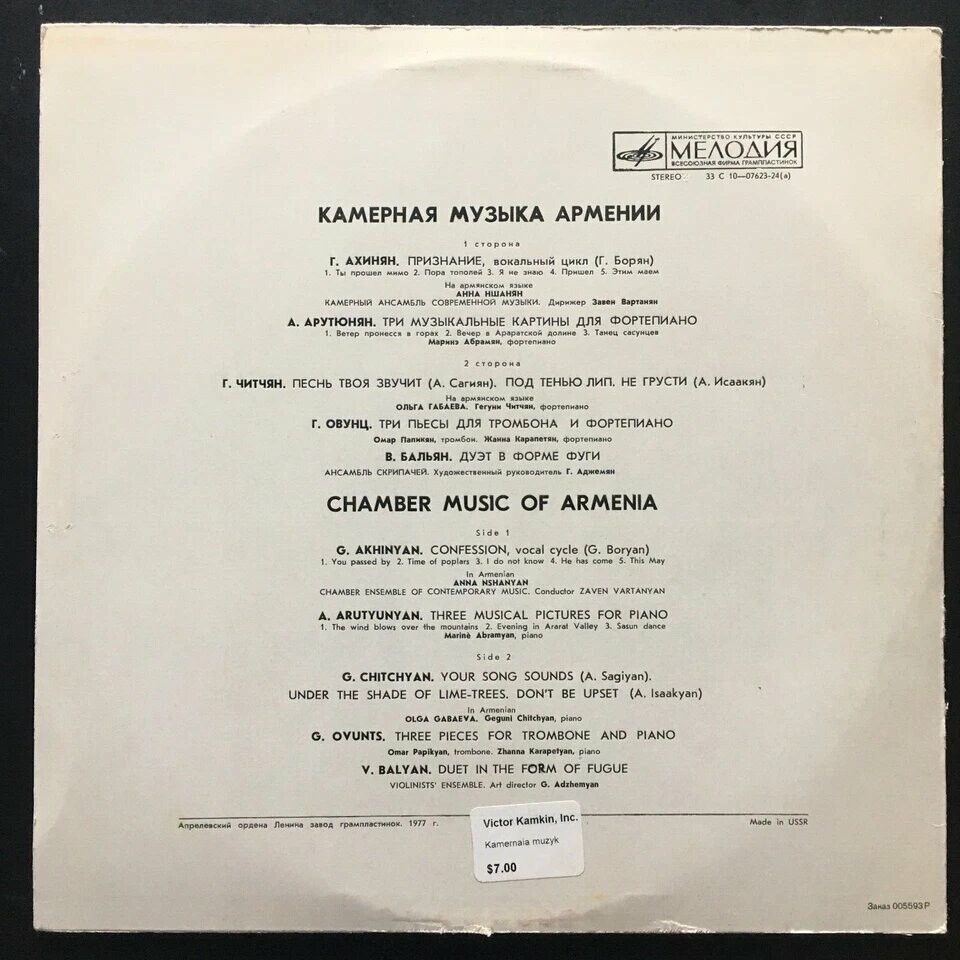 МИНИСТЕРСТВО КУЛЬТУРЫ СССР
МЕЛОДИЯ
ВСЕСОЮЗНАЯ ФИРМА ГРАМПЛАСТИНОК
STEREO 33 С 10—07623-24(а)
КАМЕРНАЯ МУЗЫКА АРМЕНИИ
1 сторона
Г. АХИНЯН. ПРИЗНАНИЕ, вокальный цикл (Г. Борян)
1. Ты прошел мимо 2. Пора тополей 3. Я не знаю 4. Пришел 5. Этим маем
На армянском языке
АННА НШАНЯН
КАМЕРНЫЙ АНСАМБЛЬ СОВРЕМЕННОЙ МУЗЫКИ. Дирижер Завен Вартанян
А. АРУТЮНЯН. ТРИ МУЗЫКАЛЬНЫЕ КАРТИНЫ ДЛЯ ФОРТЕПИАНО
1. Ветер пронесся в горах 2. Вечер в Араратской долине 3. Танец сасунцев
Маринэ Абрамян, фортепиано
2 сторона
Г. ЧИТЧЯН. ПЕСНЬ ТВОЯ ЗВУЧИТ (А. Сагиян). ПОД ТЕНЬЮ ЛИП. НЕ ГРУСТИ (А. Исаакян)
На армянском языке
ОЛЬГА ГАБАЕВА. Гегуни Читчян, фортепиано
Г. ОВУНЦ. ТРИ ПЬЕСЫ ДЛЯ ТРОМБОНА И ФОРТЕПИАНО
Омар Папикян, тромбон. Жанна Карапетян, фортепиано
В. БАЛЬЯН. ДУЭТ В ФОРМЕ ФУГИ
АНСАМБЛЬ СКРИПАЧЕЙ. Художественный руководитель Г. Аджемян
CHAMBER MUSIC OF ARMENIA
Side 1
G. AKHINYAN. CONFESSION, vocal cycle (G. Boryan)
1. You passed by 2. Time of poplars 3. I do not know 4. He has come 5. This May
In Armenian
ANNA NSHANYAN
CHAMBER ENSEMBLE OF CONTEMPORARY MUSIC. Conductor ZAVEN VARTANYAN
A. ARUTYUNYAN. THREE MUSICAL PICTURES FOR PIANO
1. The wind blows over the mountains 2. Evening in Ararat Valley 3. Sasun dance
Marinè Abramyan, piano
Side 2
G. CHITCHYAN. YOUR SONG SOUNDS (A. Sagiyan).
UNDER THE SHADE OF LIME-TREES. DON'T BE UPSET (A. Isaakyan)
In Armenian
OLGA GABAEVA. Geguni Chitchyan, piano
G. OVUNTS. THREE PIECES FOR TROMBONE AND PIANO
Omar Papikyan, trombone. Zhanna Karapetyan, piano
V. BALYAN. DUET IN THE FORM OF FUGUE
VIOLINISTS' ENSEMBLE. Art director G. Adzhemyan
Апрелевский ордена Ленина завод грампластинок. 1977 г.
Made in USSR
Victor Kamkin, Inc.
Kamernaia muzyk
$7.00
Заказ 005593 Р